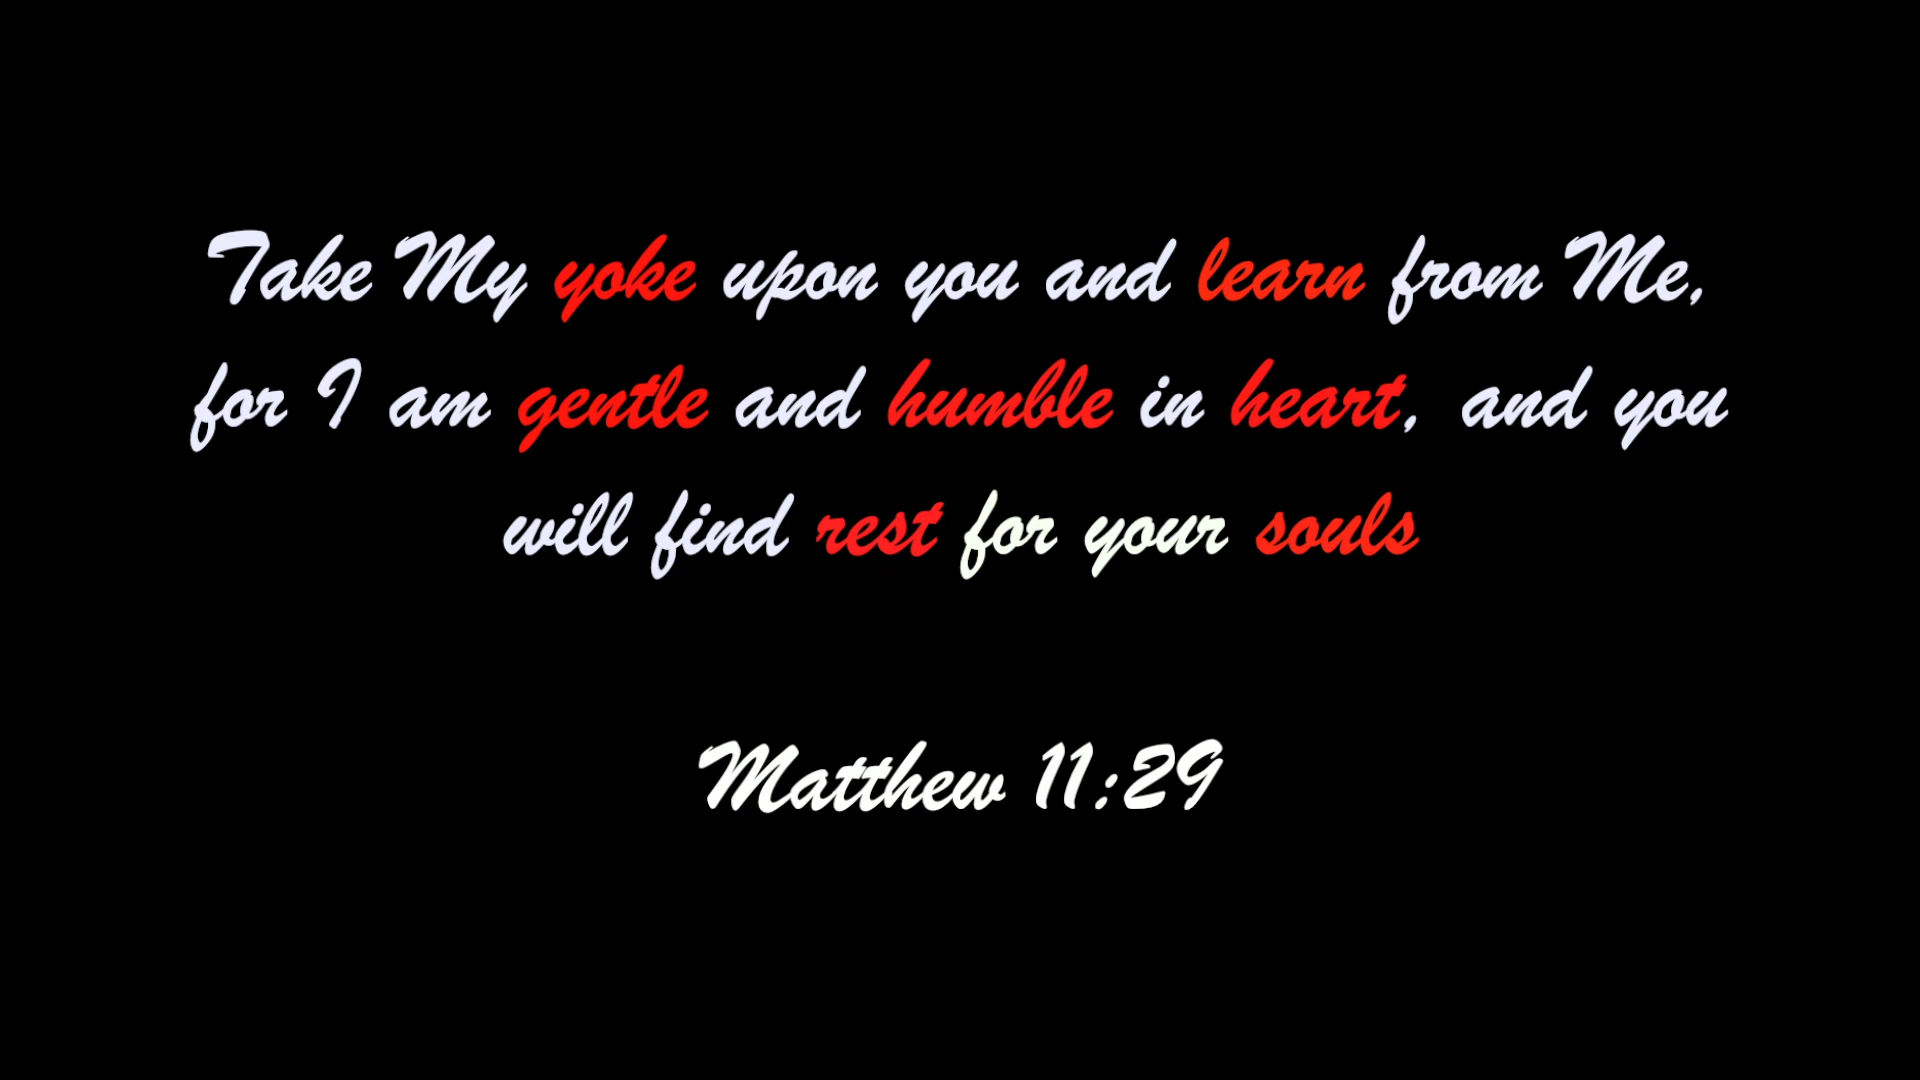 Take My yoke upon you and learn from Me,
for I am gentle and humble in heart, and you
will find rest for your souls
Matthew 11:29